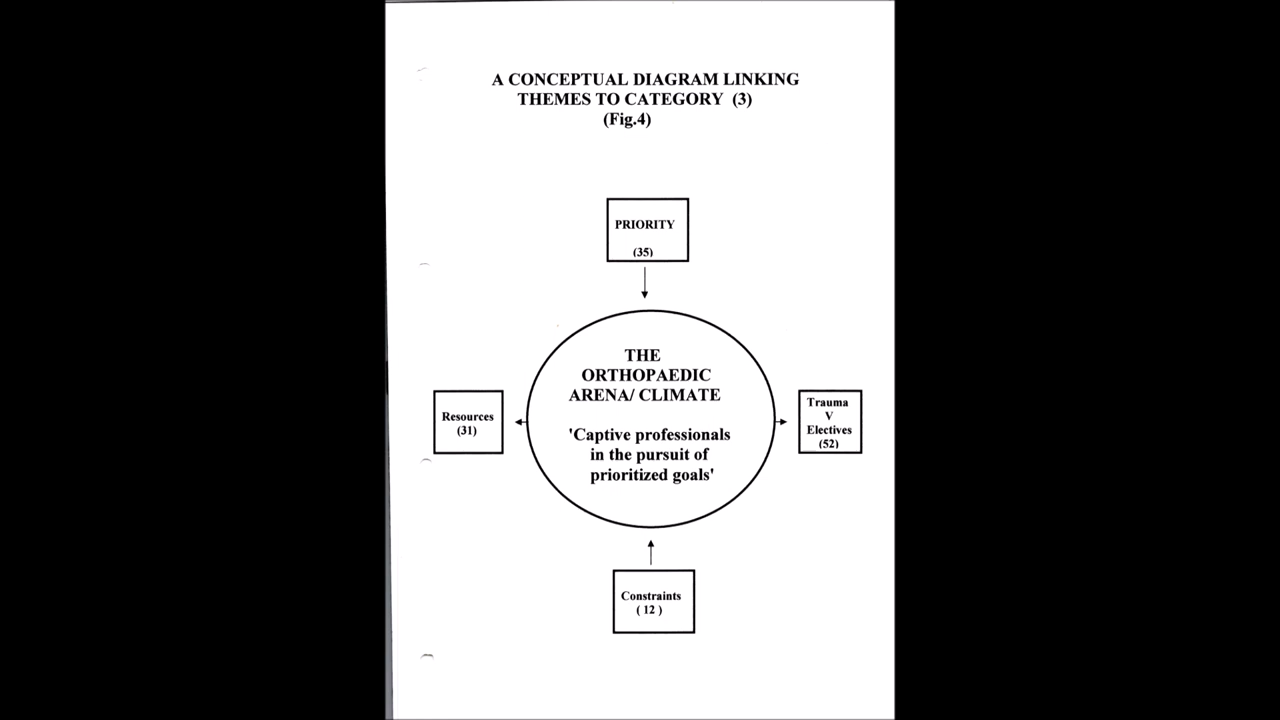 A CONCEPTUAL DIAGRAM LINKING
THEMES TO CATEGORY (3)
(Fig.4)
PRIORITY
(35)
THE
ORTHOPAEDIC
ARENA/ CLIMATE
'Captive professionals
in the pursuit of
prioritized goals'
Resources
(31)
Trauma
V
Electives
(52)
Constraints
( 12 )